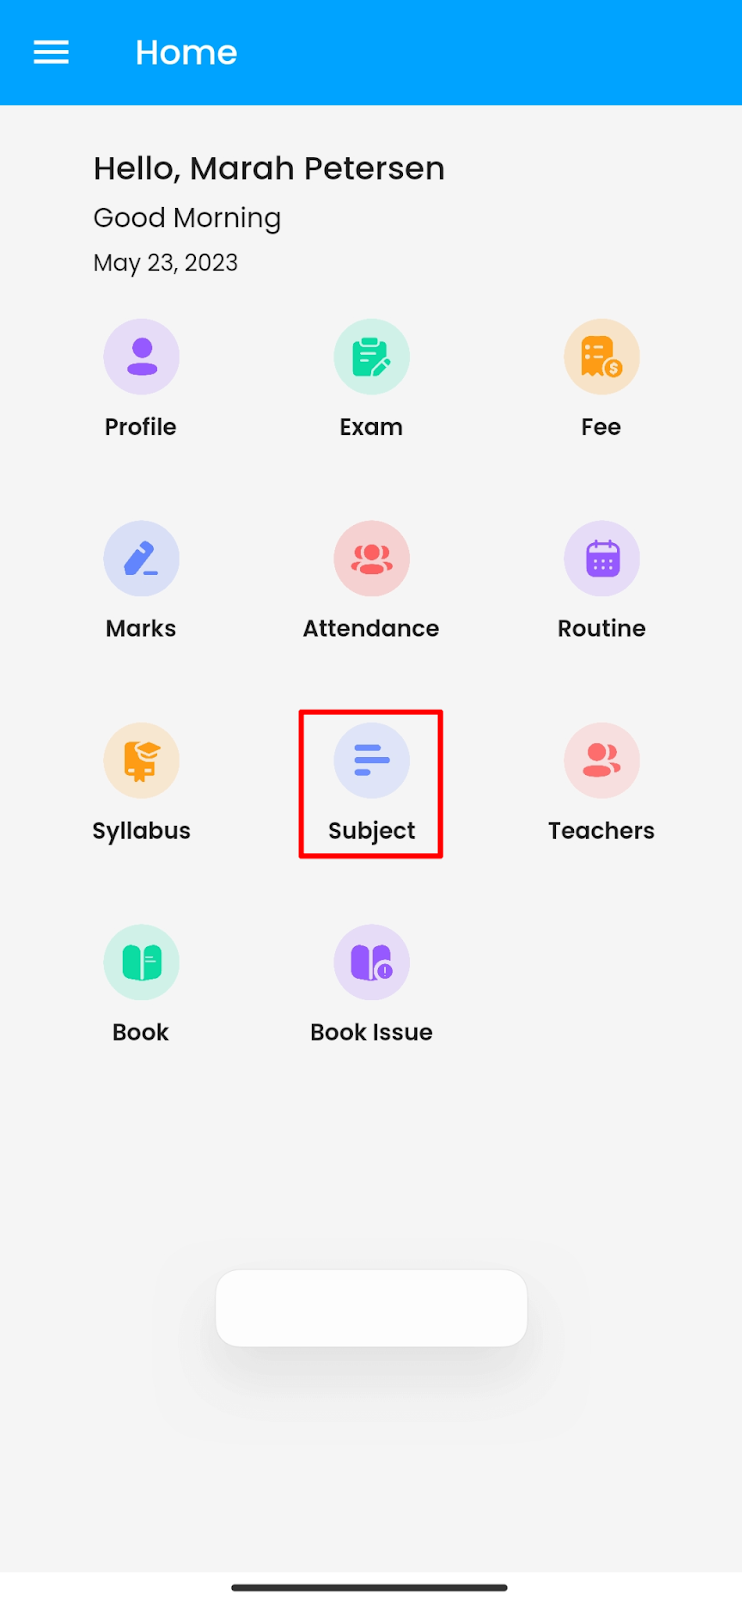 Home
Hello, Marah Petersen
Good Morning
May 23, 2023
Profile
Exam
Fee
Marks
Attendance
Routine
Syllabus
Subject
Teachers
Book
Book Issue